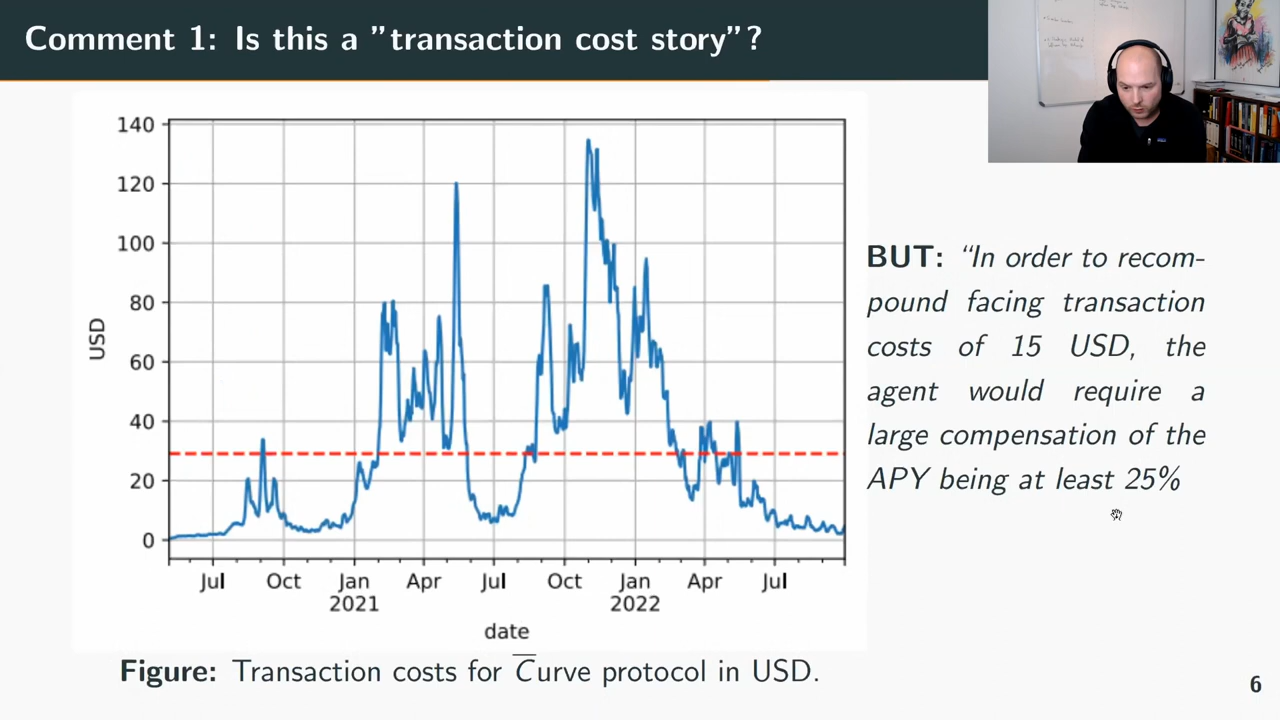 Comment 1: Is this a ”transaction cost story”?
140
120
100
80
60
40
20
0
USD
Jul
Oct
Jan
2021
Apr
Jul
Oct
Jan
2022
Apr
Jul
date
BUT: “In order to recom-
pound facing transaction
costs of 15 USD, the
agent would require a
large compensation of the
APY being at least 25%
Figure: Transaction costs for Curve protocol in USD.
6